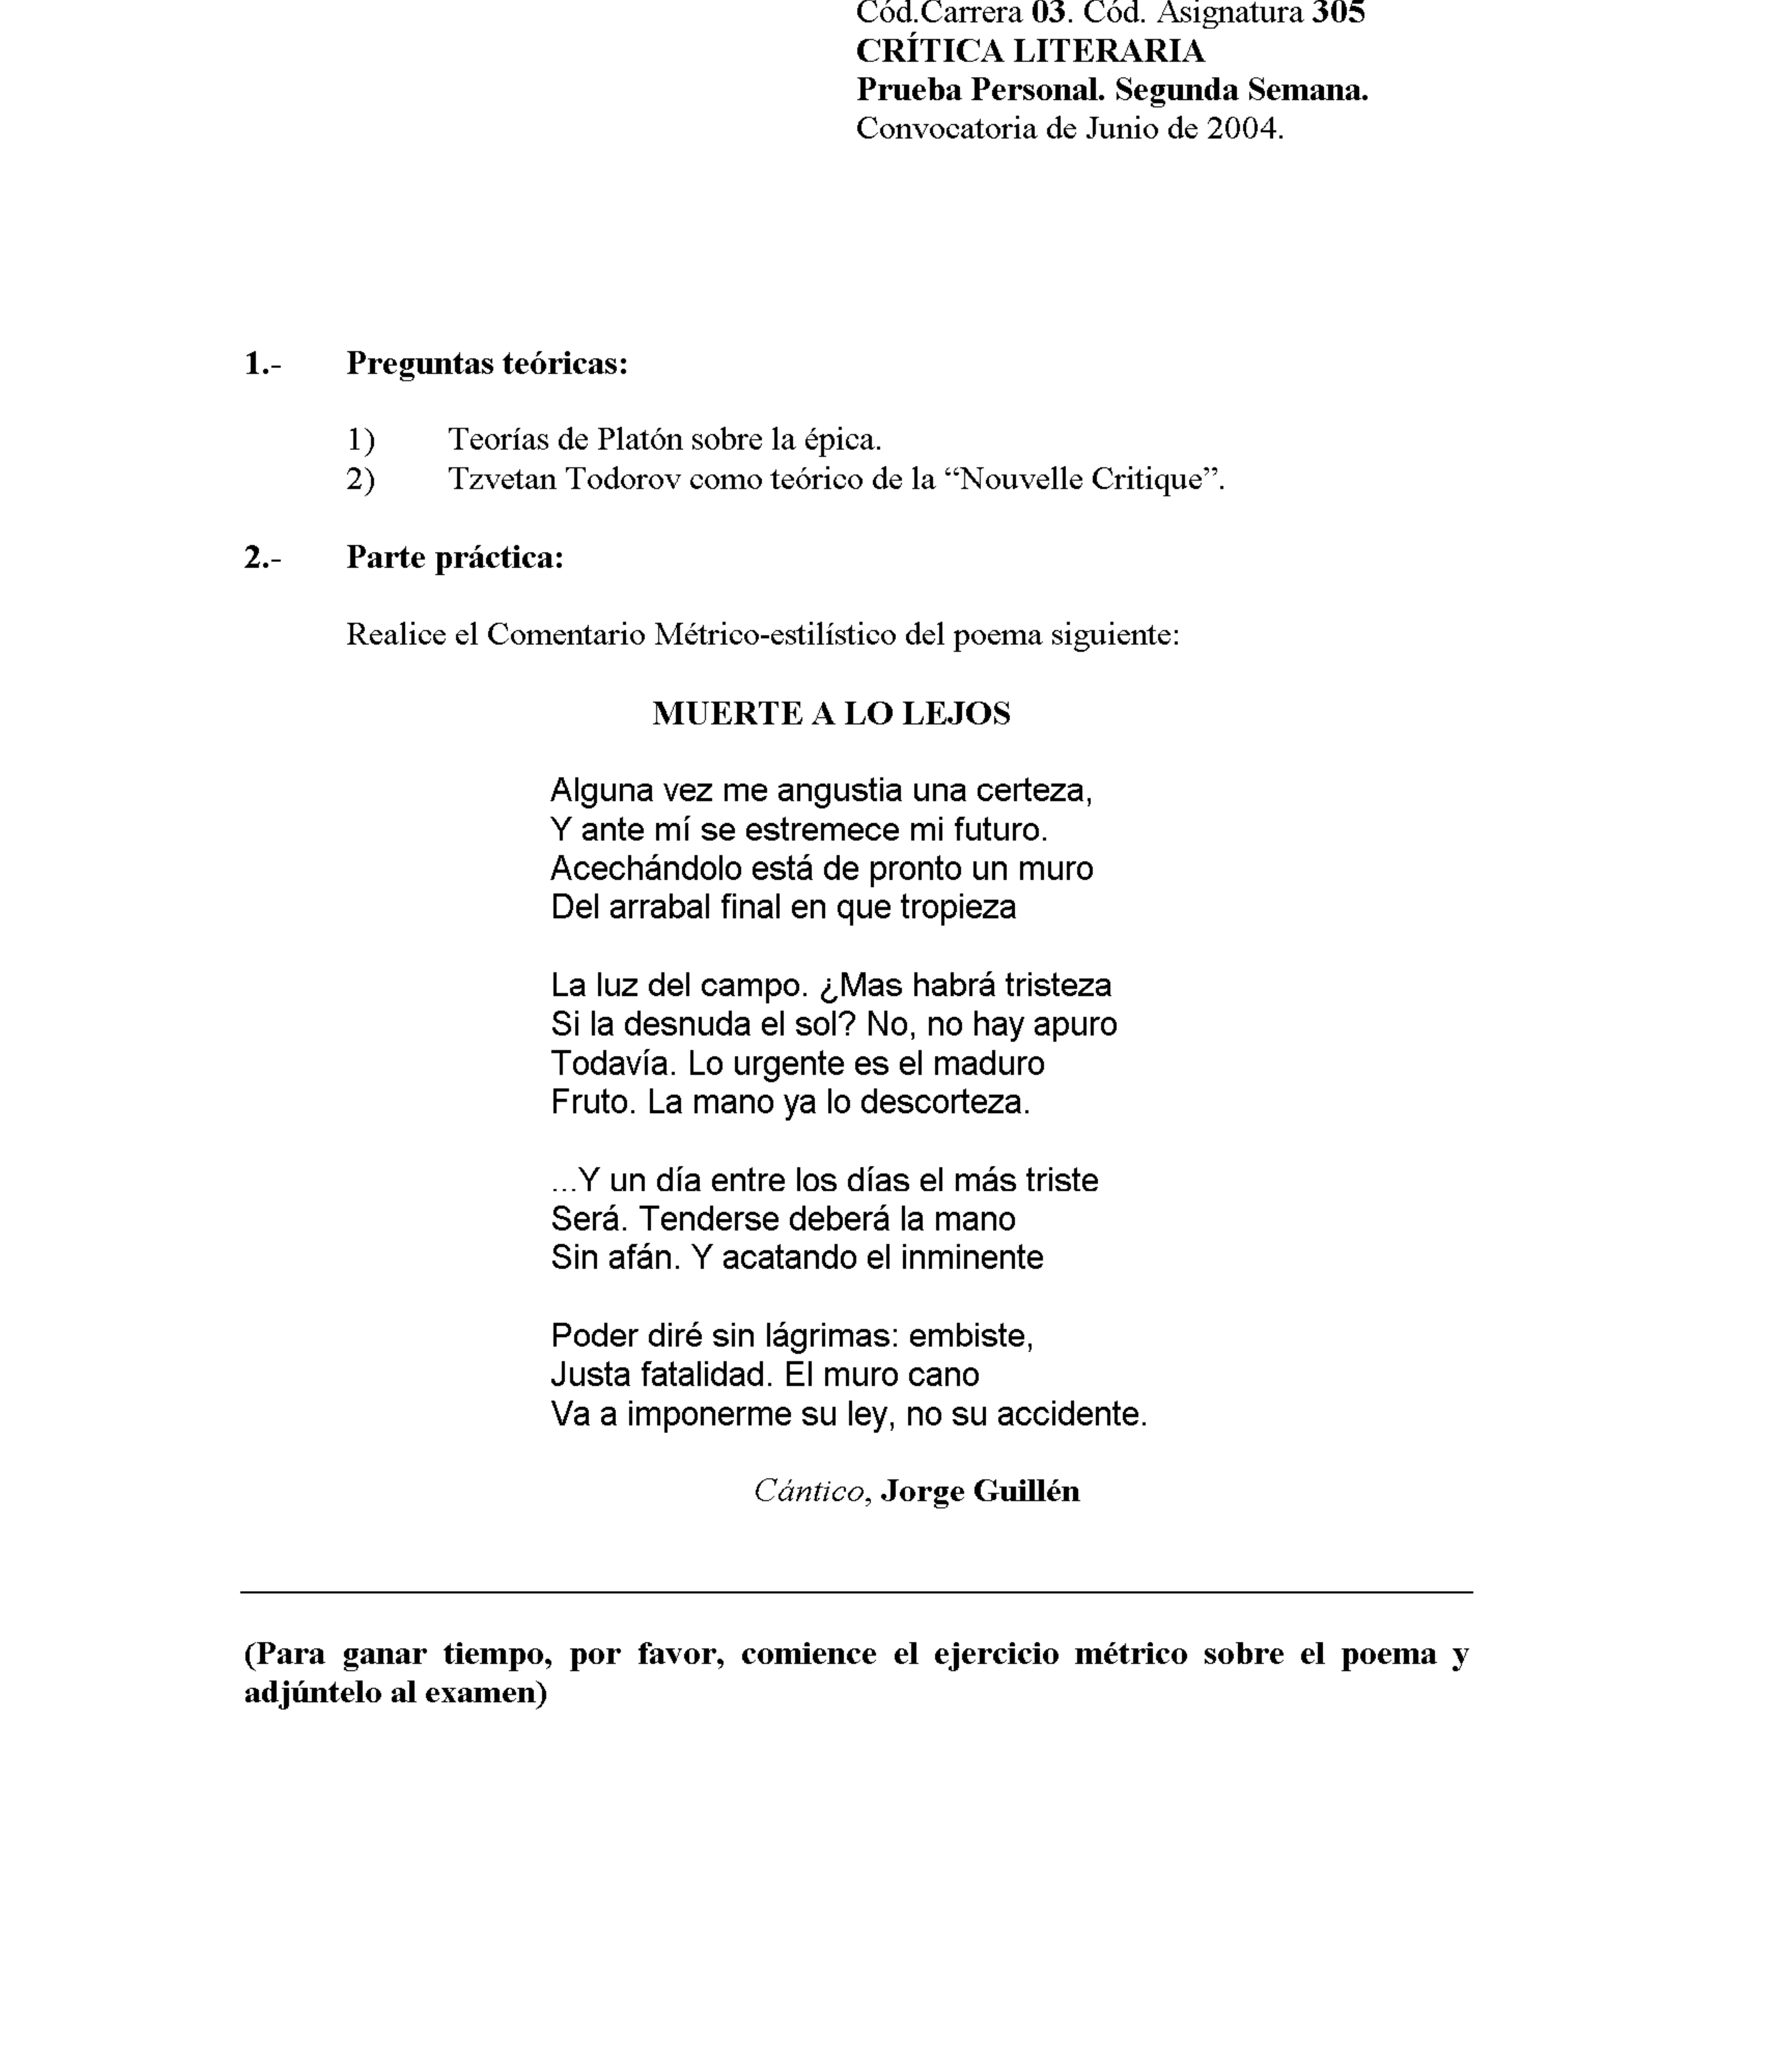 Cód.Carrera 03. Cód. Asignatura 305
CRÍTICA LITERARIA
Prueba Personal. Segunda Semana.
Convocatoria de Junio de 2004.
1.- Preguntas teóricas:
1) Teorías de Platón sobre la épica.
2) Tzvetan Todorov como teórico de la “Nouvelle Critique”.
2.- Parte práctica:
Realice el Comentario Métrico-estilístico del poema siguiente:
MUERTE A LO LEJOS
Alguna vez me angustia una certeza,
Y ante mí se estremece mi futuro.
Acechándolo está de pronto un muro
Del arrabal final en que tropieza
La luz del campo. ¿Mas habrá tristeza
Si la desnuda el sol? No, no hay apuro
Todavía. Lo urgente es el maduro
Fruto. La mano ya lo descorteza.
...Y un día entre los días el más triste
Será. Tenderse deberá la mano
Sin afán. Y acatando el inminente
Poder diré sin lágrimas: embiste,
Justa fatalidad. El muro cano
Va a imponerme su ley, no su accidente.
Cántico, Jorge Guillén
(Para ganar tiempo, por favor, comience el ejercicio métrico sobre el poema y
adjúntelo al examen)